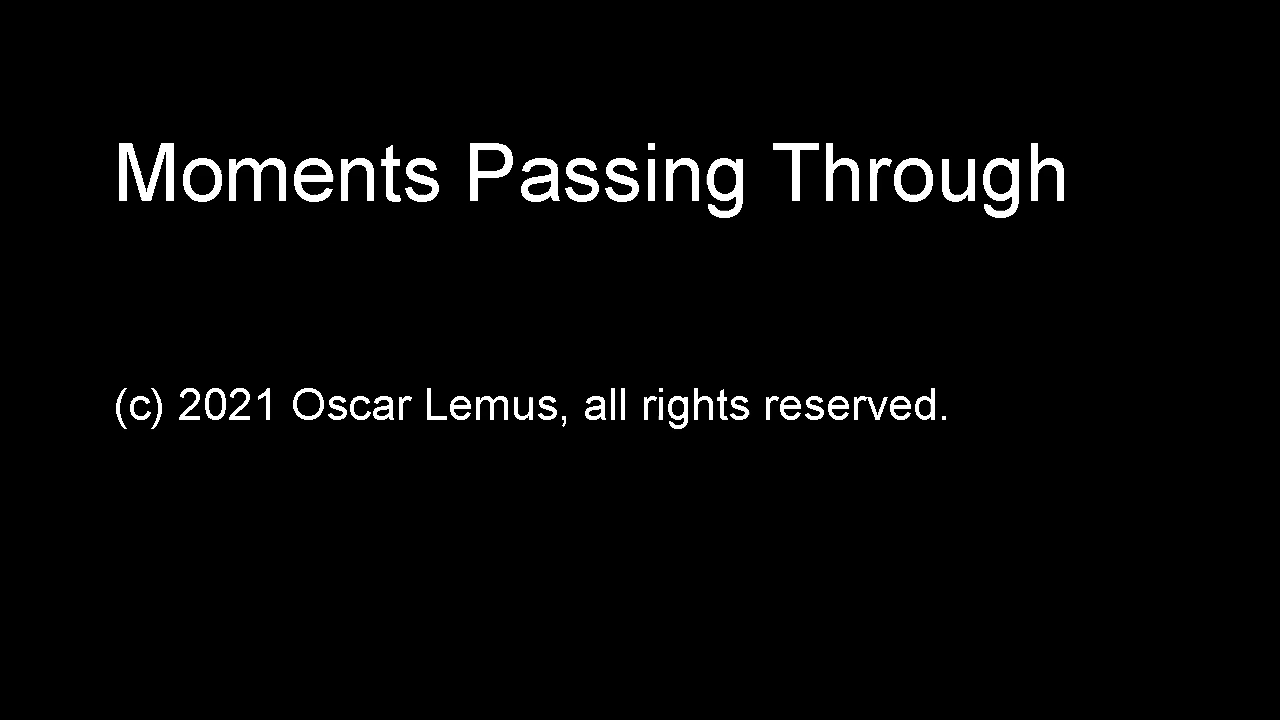 Moments Passing Through
(c) 2021 Oscar Lemus, all rights reserved.